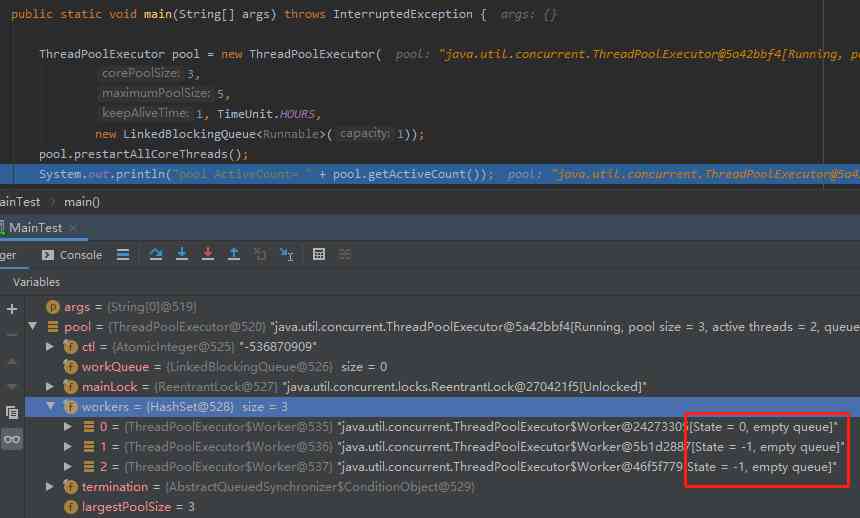 public static void main(String[] args) throws InterruptedException {  args: {}
ThreadPoolExecutor pool = new ThreadPoolExecutor(  pool: "java.util.concurrent.ThreadPoolExecutor@5a42bbf4[Running, po
corePoolSize: 3,
maximumPoolSize: 5,
keepAliveTime: 1, TimeUnit.HOURS,
new LinkedBlockingQueue<Runnable>( capacity: 1));
pool.prestartAllCoreThreads();
System.out.println("pool ActiveCount= " + pool.getActiveCount());  pool: "java.util.concurrent.ThreadPoolExecutor@5a4
ainTest > main()
MainTest ×
ger Console
Variables
args = {String[0]@519}
pool = {ThreadPoolExecutor@520} "java.util.concurrent.ThreadPoolExecutor@5a42bbf4[Running, pool size = 3, active threads = 2, queue
ctl = {AtomicInteger@525} "-536870909"
workQueue = {LinkedBlockingQueue@526}  size = 0
mainLock = {ReentrantLock@527} "java.util.concurrent.locks.ReentrantLock@270421f5[Unlocked]"
workers = {HashSet@528}  size = 3
0 = {ThreadPoolExecutor$Worker@535} "java.util.concurrent.ThreadPoolExecutor$Worker@24273305[State = 0, empty queue]"
1 = {ThreadPoolExecutor$Worker@536} "java.util.concurrent.ThreadPoolExecutor$Worker@5b1d2887[State = -1, empty queue]"
2 = {ThreadPoolExecutor$Worker@537} "java.util.concurrent.ThreadPoolExecutor$Worker@46f5f779[State = -1, empty queue]"
termination = {AbstractQueuedSynchronizer$ConditionObject@529}
largestPoolSize = 3